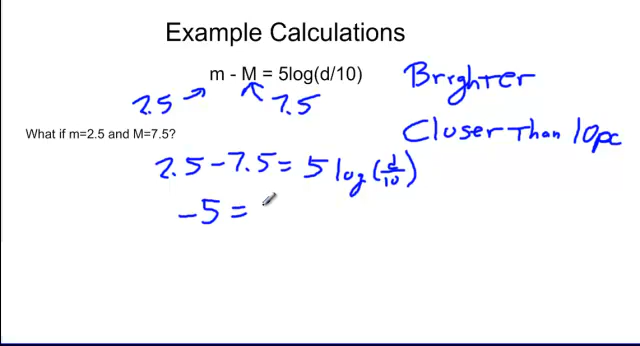 Example Calculations
m - M = 5log(d/10)
Brighter
2.5 7.5
What if m=2.5 and M=7.5?
Closer Than 10pc
2.5 - 7.5 = 5 log (d/10)
-5 =